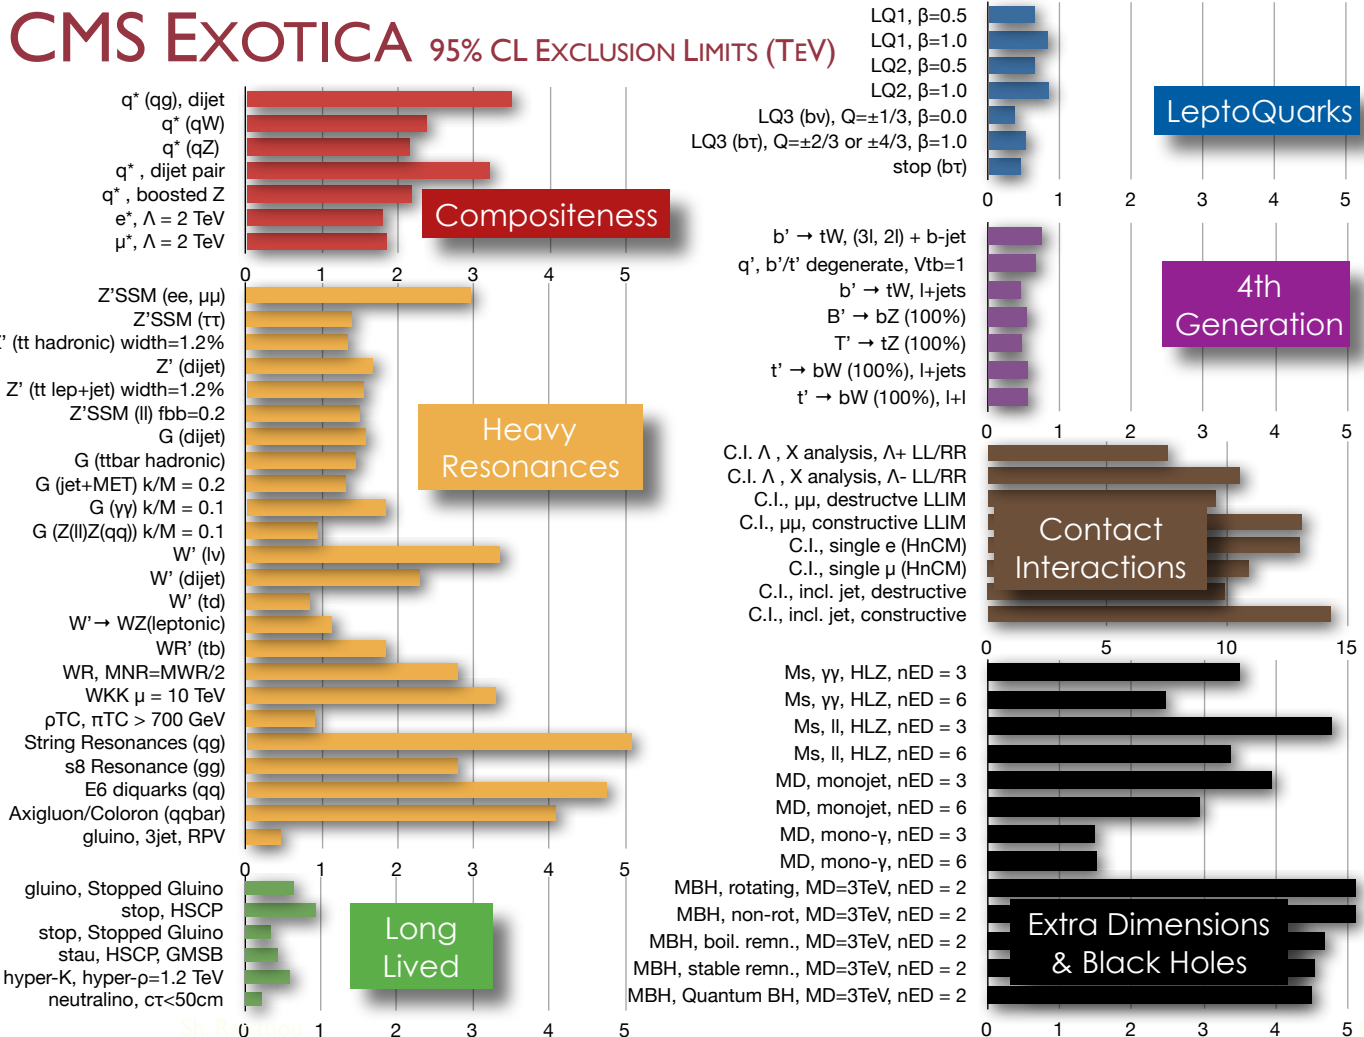 CMS EXOTICA 95% CL EXCLUSION LIMITS (TEV)
q* (qg), dijet
q* (qW)
q* (qZ)
q* , dijet pair
q* , boosted Z
e*, Λ = 2 TeV
μ*, Λ = 2 TeV
Compositeness
0 1 2 3 4 5
Z'SSM (ee, μμ)
Z'SSM (ττ)
Z' (tt hadronic) width=1.2%
Z' (dijet)
Z' (tt lep+jet) width=1.2%
Z'SSM (ll) fbb=0.2
G (dijet)
G (ttbar hadronic)
G (jet+MET) k/M = 0.2
G (γγ) k/M = 0.1
G (Z(ll)Z(qq)) k/M = 0.1
W' (lν)
W' (dijet)
W' (td)
W'→ WZ(leptonic)
WR' (tb)
WR, MNR=MWR/2
WKK μ = 10 TeV
ρTC, πTC > 700 GeV
String Resonances (qg)
s8 Resonance (gg)
E6 diquarks (qq)
Axigluon/Coloron (qqbar)
gluino, 3jet, RPV
Heavy
Resonances
0 1 2 3 4 5
gluino, Stopped Gluino
stop, HSCP
stop, Stopped Gluino
stau, HSCP, GMSB
hyper-K, hyper-ρ=1.2 TeV
neutralino, cτ<50cm
Long
Lived
0 1 2 3 4 5
LQ1, β=0.5
LQ1, β=1.0
LQ2, β=0.5
LQ2, β=1.0
LQ3 (bν), Q=±1/3, β=0.0
LQ3 (bτ), Q=±2/3 or ±4/3, β=1.0
stop (bτ)
LeptoQuarks
0 1 2 3 4 5
b' → tW, (3l, 2l) + b-jet
q', b'/t' degenerate, Vtb=1
b' → tW, l+jets
B' → bZ (100%)
T' → tZ (100%)
t' → bW (100%), l+jets
t' → bW (100%), l+l
4th
Generation
0 1 2 3 4 5
C.I. Λ , X analysis, Λ+ LL/RR
C.I. Λ , X analysis, Λ- LL/RR
C.I., μμ, destructve LLIM
C.I., μμ, constructive LLIM
C.I., single e (HnCM)
C.I., single μ (HnCM)
C.I., incl. jet, destructive
C.I., incl. jet, constructive
Contact
Interactions
0 5 10 15
Ms, γγ, HLZ, nED = 3
Ms, γγ, HLZ, nED = 6
Ms, ll, HLZ, nED = 3
Ms, ll, HLZ, nED = 6
MD, monojet, nED = 3
MD, monojet, nED = 6
MD, mono-γ, nED = 3
MD, mono-γ, nED = 6
MBH, rotating, MD=3TeV, nED = 2
MBH, non-rot, MD=3TeV, nED = 2
MBH, boil. remn., MD=3TeV, nED = 2
MBH, stable remn., MD=3TeV, nED = 2
MBH, Quantum BH, MD=3TeV, nED = 2
Extra Dimensions
& Black Holes
0 1 2 3 4 5